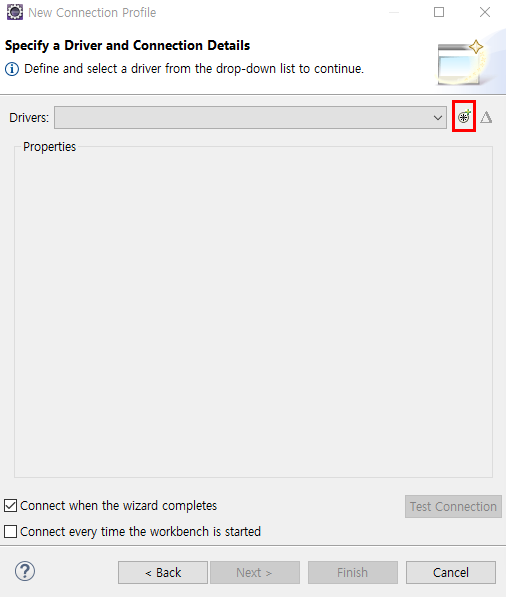 New Connection Profile
Specify a Driver and Connection Details
Define and select a driver from the drop-down list to continue.
Drivers:
Properties
Connect when the wizard completes
Test Connection
Connect every time the workbench is started
< Back
Next >
Finish
Cancel